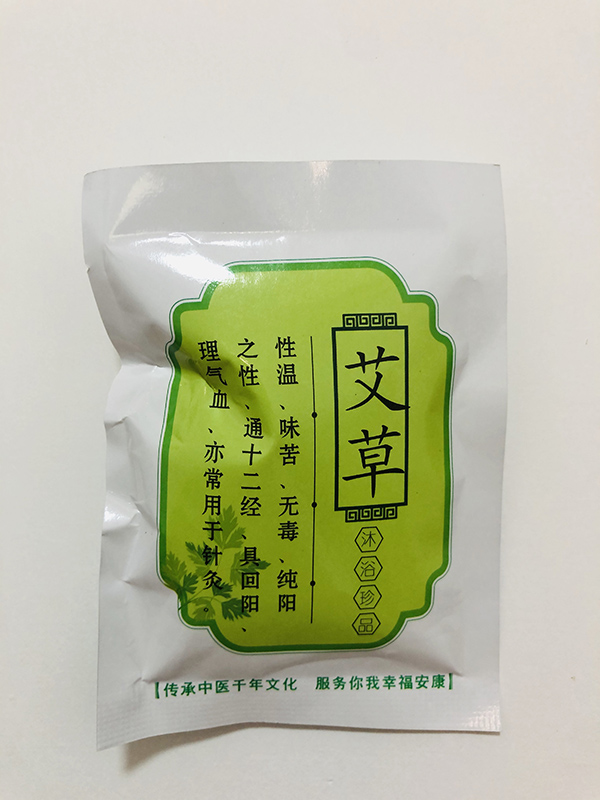 艾草
沐浴珍品
性温、味苦、无毒、纯阳
之性、通十二经、具回阳、
理气血、亦常用于针灸。
【传承中医千年文化 服务你我幸福安康】